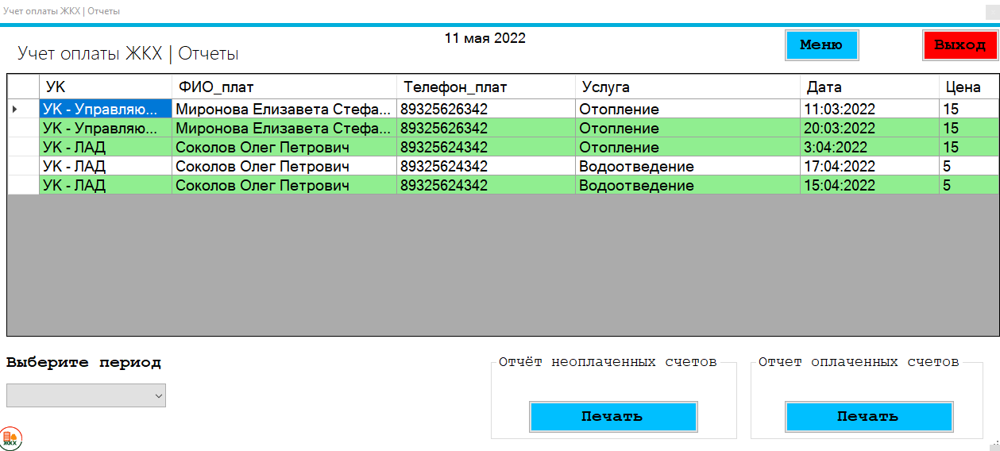 Учет оплаты ЖКХ | Отчеты
11 мая 2022
Меню
Выход
Учет оплаты ЖКХ | Отчеты
УК ФИО_плат Телефон_плат Услуга Дата Цена
УК - Управляю... Миронова Елизавета Стефа... 89325626342 Отопление 11:03:2022 15
УК - Управляю... Миронова Елизавета Стефа... 89325626342 Отопление 20:03:2022 15
УК - ЛАД Соколов Олег Петрович 89325624342 Отопление 3:04:2022 15
УК - ЛАД Соколов Олег Петрович 89325624342 Водоотведение 17:04:2022 5
УК - ЛАД Соколов Олег Петрович 89325624342 Водоотведение 15:04:2022 5
Выберите период
Отчёт неоплаченных счетов
Печать
Отчет оплаченных счетов
Печать
ЖКХ